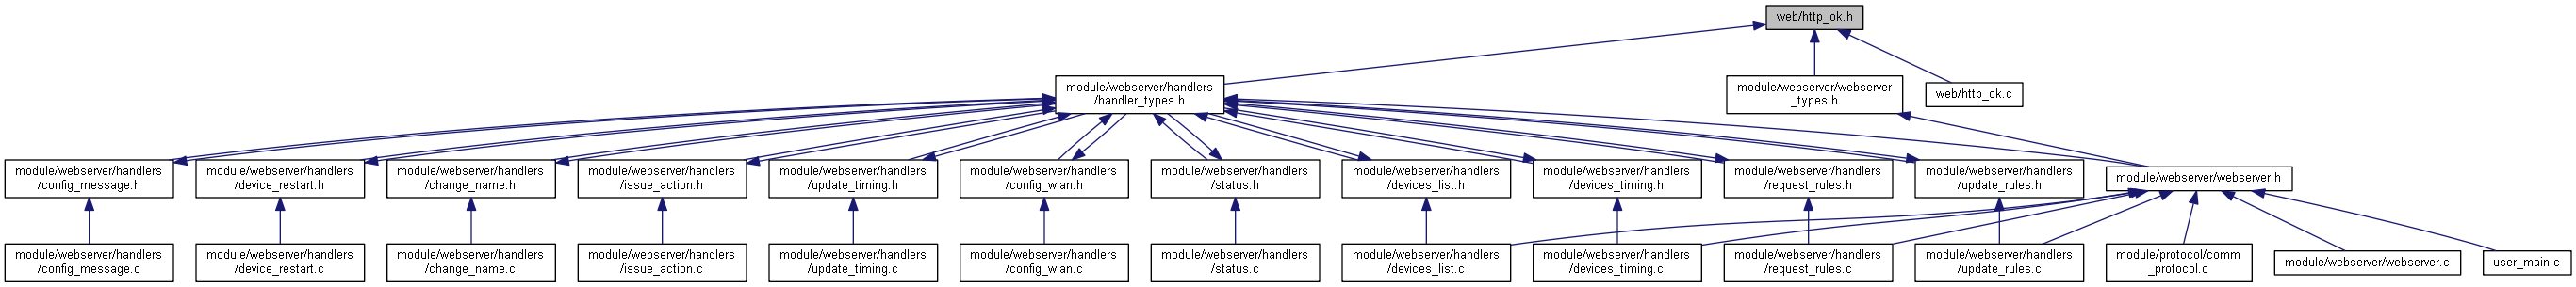 web/http_ok.h
module/webserver/handlers
/handler_types.h
module/webserver/webserver
_types.h
web/http_ok.c
module/webserver/handlers
/config_message.h
module/webserver/handlers
/device_restart.h
module/webserver/handlers
/change_name.h
module/webserver/handlers
/issue_action.h
module/webserver/handlers
/update_timing.h
module/webserver/handlers
/config_wlan.h
module/webserver/handlers
/status.h
module/webserver/handlers
/devices_list.h
module/webserver/handlers
/devices_timing.h
module/webserver/handlers
/request_rules.h
module/webserver/handlers
/update_rules.h
module/webserver/webserver.h
module/webserver/handlers
/config_message.c
module/webserver/handlers
/device_restart.c
module/webserver/handlers
/change_name.c
module/webserver/handlers
/issue_action.c
module/webserver/handlers
/update_timing.c
module/webserver/handlers
/config_wlan.c
module/webserver/handlers
/status.c
module/webserver/handlers
/devices_list.c
module/webserver/handlers
/devices_timing.c
module/webserver/handlers
/request_rules.c
module/webserver/handlers
/update_rules.c
module/protocol/comm
_protocol.c
module/webserver/webserver.c
user_main.c